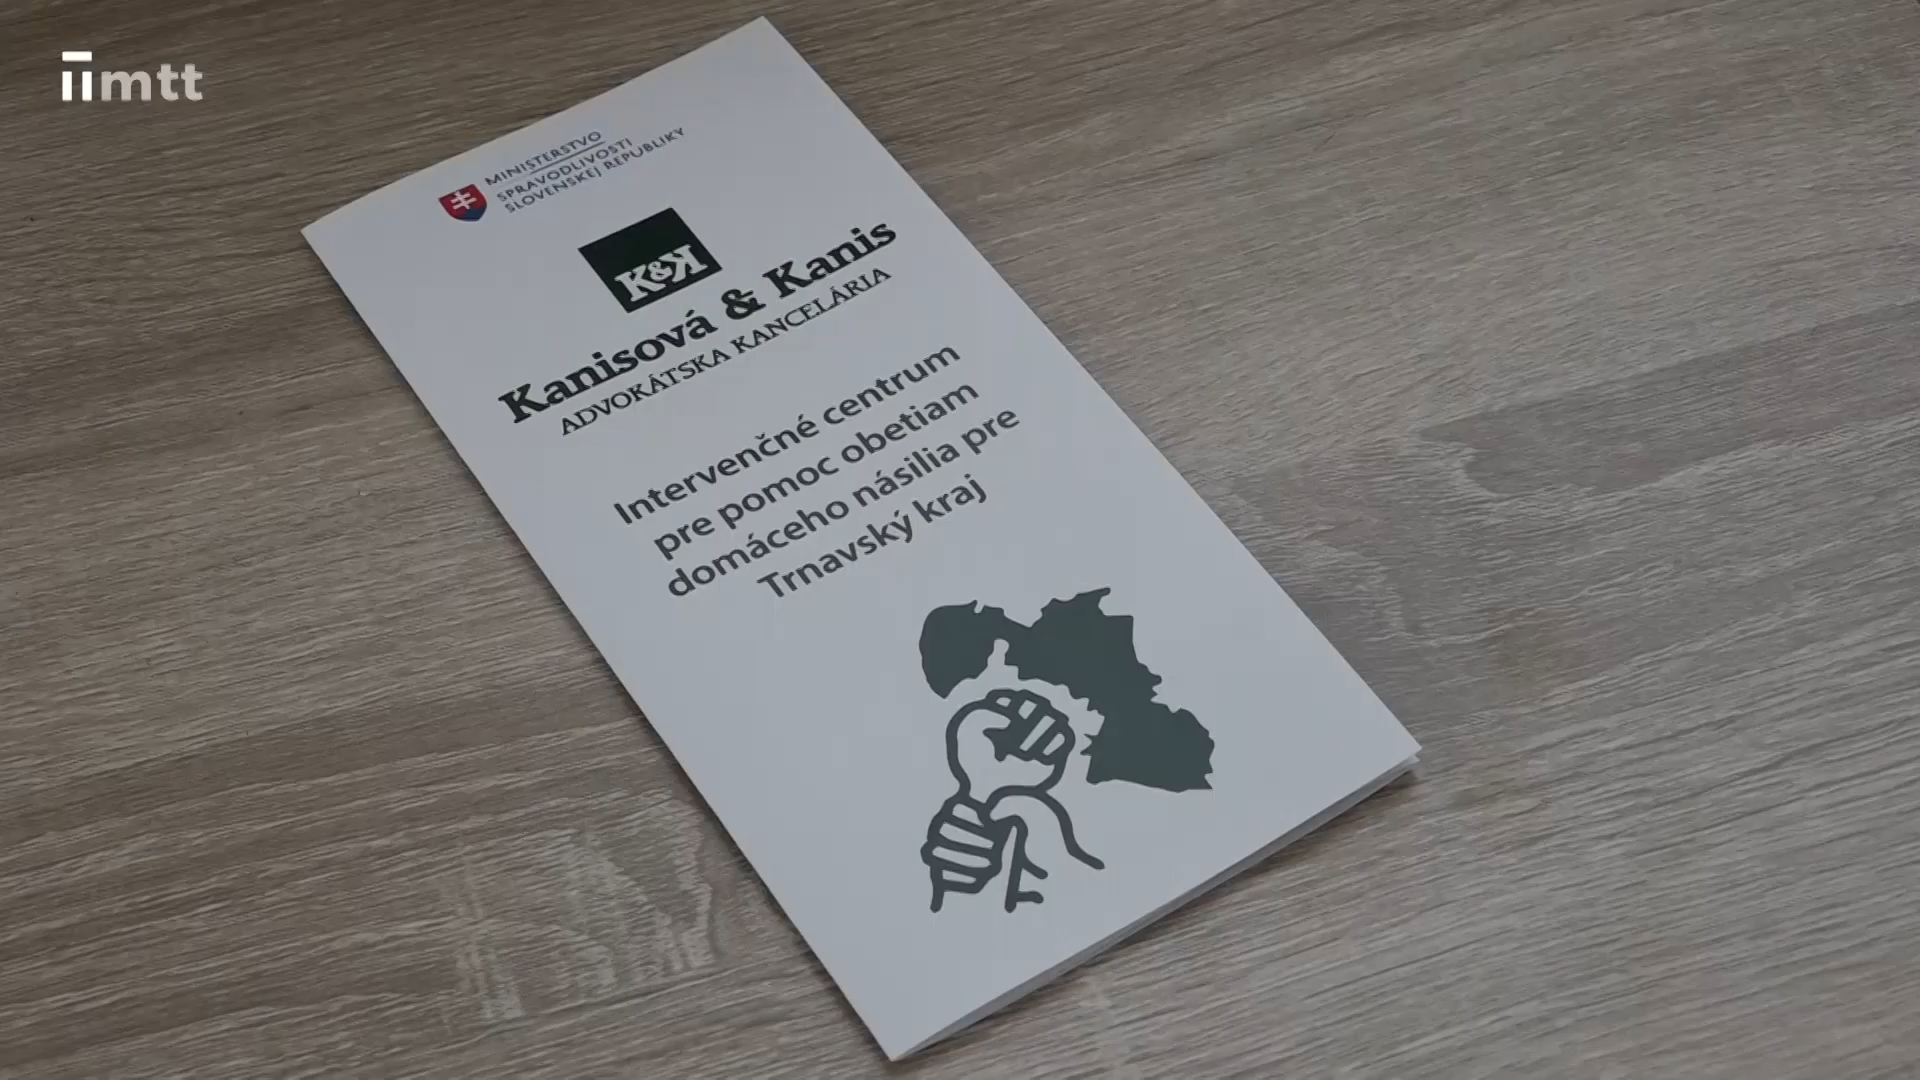 mtt
MINISTERSTVO
SPRAVODLIVOSTI
SLOVENSKEJ REPUBLIKY
K&K
Kanisová & Kanis
ADVOKÁTSKA KANCELÁRIA
Intervenčné centrum
pre pomoc obetiam
domáceho násilia pre
Trnavský kraj